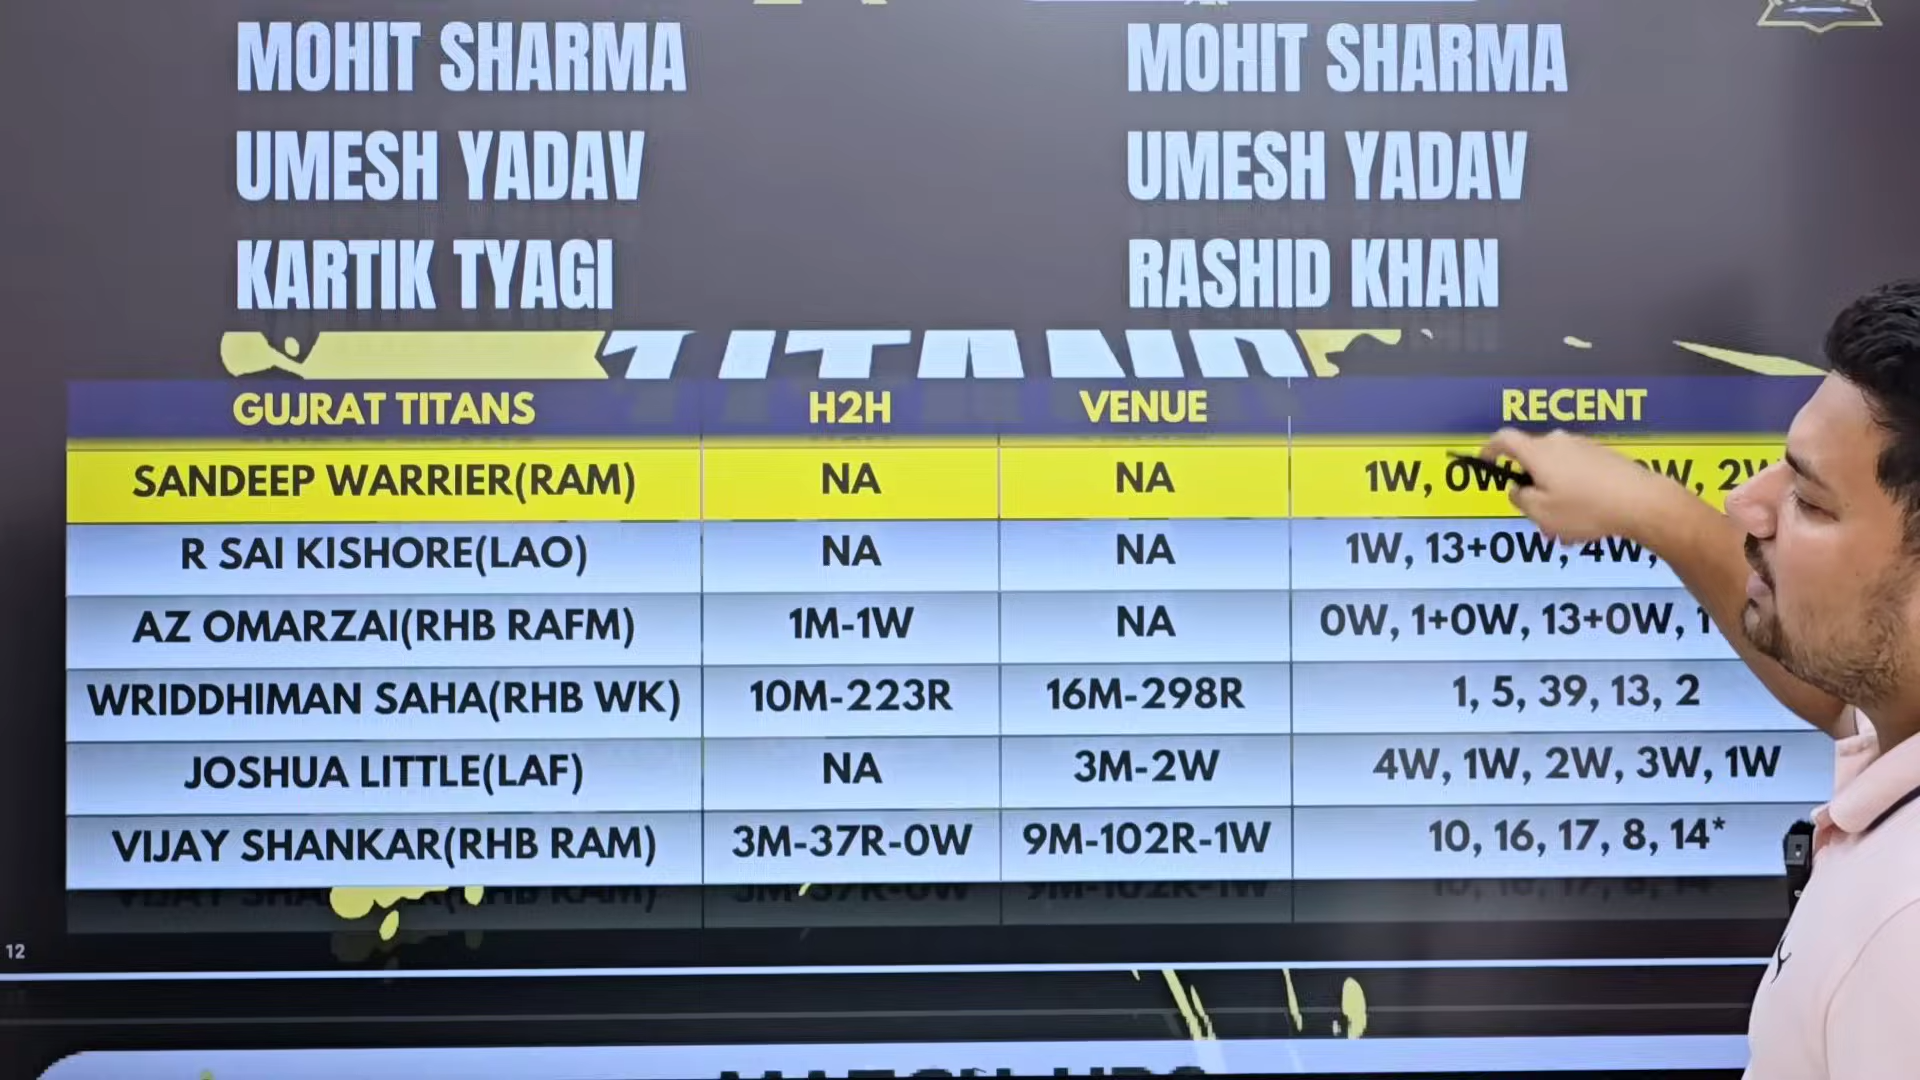 MOHIT SHARMA
UMESH YADAV
KARTIK TYAGI
MOHIT SHARMA
UMESH YADAV
RASHID KHAN
TITANS
GUJRAT TITANS H2H VENUE RECENT
SANDEEP WARRIER(RAM) NA NA 1W, 0W
R SAI KISHORE(LAO) NA NA 1W, 13+0W, 4W,
AZ OMARZAI(RHB RAFM) 1M-1W NA 0W, 1+0W, 13+0W,
WRIDDHIMAN SAHA(RHB WK) 10M-223R 16M-298R 1, 5, 39, 13, 2
JOSHUA LITTLE(LAF) NA 3M-2W 4W, 1W, 2W, 3W, 1W
VIJAY SHANKAR(RHB RAM) 3M-37R-0W 9M-102R-1W 10, 16, 17, 8, 14*
12